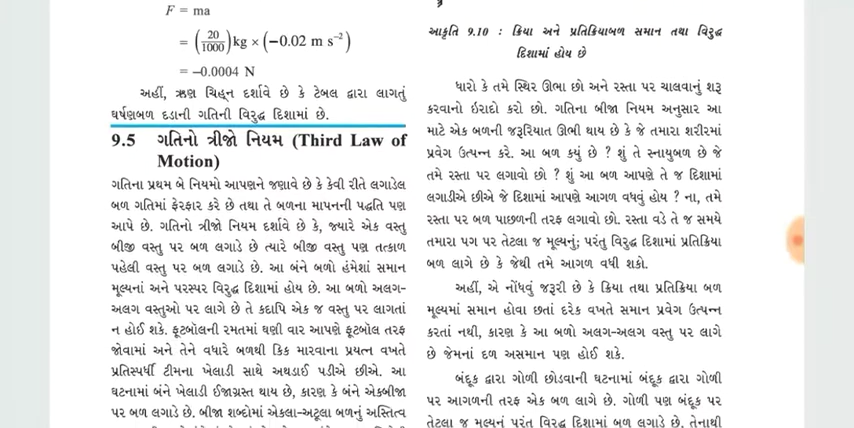 F = ma
= (20/1000) kg × (−0.02 m s⁻²)
= −0.0004 N
અહીં, ઋણ ચિહ્ન દર્શાવે છે કે ટેબલ દ્વારા લાગતું
ઘર્ષણબળ દડાની ગતિની વિરુદ્ધ દિશામાં છે.
9.5 ગતિનો ત્રીજો નિયમ (Third Law of
Motion)
ગતિના પ્રથમ બે નિયમો આપણને જણાવે છે કે કેવી રીતે લગાડેલ
બળ ગતિમાં ફેરફાર કરે છે તથા તે બળના માપનની પદ્ધતિ પણ
આપે છે. ગતિનો ત્રીજો નિયમ દર્શાવે છે કે, જ્યારે એક વસ્તુ
બીજી વસ્તુ પર બળ લગાડે છે ત્યારે બીજી વસ્તુ પણ તત્કાળ
પહેલી વસ્તુ પર બળ લગાડે છે. આ બંને બળો હંમેશાં સમાન
મૂલ્યનાં અને પરસ્પર વિરુદ્ધ દિશામાં હોય છે. આ બળો અલગ-
અલગ વસ્તુઓ પર લાગે છે તે કદાપિ એક જ વસ્તુ પર લાગતાં
ન હોઈ શકે. ફૂટબૉલની રમતમાં ઘણી વાર આપણે ફૂટબોલ તરફ
જોવામાં અને તેને વધારે બળથી કિક મારવાના પ્રયત્ન વખતે
પ્રતિસ્પર્ધી ટીમના ખેલાડી સાથે અથડાઈ પડીએ છીએ. આ
ઘટનામાં બંને ખેલાડી ઈજાગ્રસ્ત થાય છે, કારણ કે બંને એકબીજા
પર બળ લગાડે છે. બીજા શબ્દોમાં એકલા-અટૂલા બળનું અસ્તિત્વ
આકૃતિ 9.10 : ક્રિયા અને પ્રતિક્રિયાબળ સમાન તથા વિરુદ્ધ
દિશામાં હોય છે
ધારો કે તમે સ્થિર ઊભા છો અને રસ્તા પર ચાલવાનું શરૂ
કરવાનો ઇરાદો કરો છો. ગતિના બીજા નિયમ અનુસાર આ
માટે એક બળની જરૂરિયાત ઊભી થાય છે કે જે તમારા શરીરમાં
પ્રવેગ ઉત્પન્ન કરે. આ બળ કયું છે ? શું તે સ્નાયુબળ છે જે
તમે રસ્તા પર લગાવો છો ? શું આ બળ આપણે તે જ દિશામાં
લગાડીએ છીએ જે દિશામાં આપણે આગળ વધવું હોય ? ના, તમે
રસ્તા પર બળ પાછળની તરફ લગાવો છો. રસ્તા વડે તે જ સમયે
તમારા પગ પર તેટલા જ મૂલ્યનું; પરંતુ વિરુદ્ધ દિશામાં પ્રતિક્રિયા
બળ લાગે છે કે જેથી તમે આગળ વધી શકો.
અહીં, એ નોંધવું જરૂરી છે કે ક્રિયા તથા પ્રતિક્રિયા બળ
મૂલ્યમાં સમાન હોવા છતાં દરેક વખતે સમાન પ્રવેગ ઉત્પન્ન
કરતાં નથી, કારણ કે આ બળો અલગ-અલગ વસ્તુ પર લાગે
છે જેમનાં દળ અસમાન પણ હોઈ શકે.
બંદૂક દ્વારા ગોળી છોડવાની ઘટનામાં બંદૂક દ્વારા ગોળી
પર આગળની તરફ એક બળ લાગે છે. ગોળી પણ બંદૂક પર
તેટલા જ મૂલ્યનું પરંતુ વિરુદ્ધ દિશામાં બળ લગાડે છે. તેનાથી